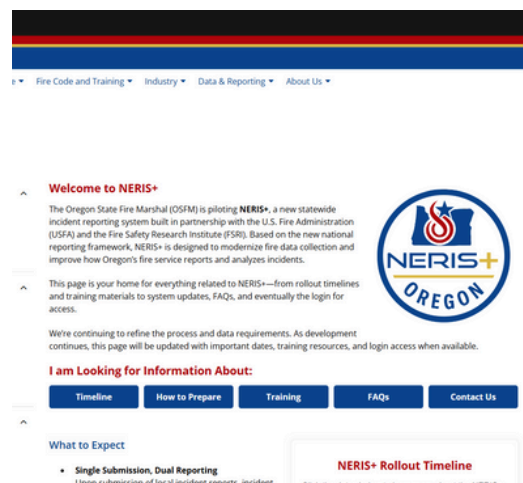 Fire Code and Training Industry Data & Reporting About Us
Welcome to NERIS+
The Oregon State Fire Marshal (OSFM) is piloting NERIS+, a new statewide
incident reporting system built in partnership with the U.S. Fire Administration
(USFA) and the Fire Safety Research Institute (FSRI). Based on the new national
reporting framework, NERIS+ is designed to modernize fire data collection and
improve how Oregon's fire service reports and analyzes incidents.
NERIS+
OREGON
This page is your home for everything related to NERIS+—from rollout timelines
and training materials to system updates, FAQs, and eventually the login for
access.
We're continuing to refine the process and data requirements. As development
continues, this page will be updated with important dates, training resources, and login access when available.
I am Looking for Information About:
Timeline How to Prepare Training FAQs Contact Us
What to Expect
Single Submission, Dual Reporting
Upon submission of local incident reports, incident
NERIS+ Rollout Timeline